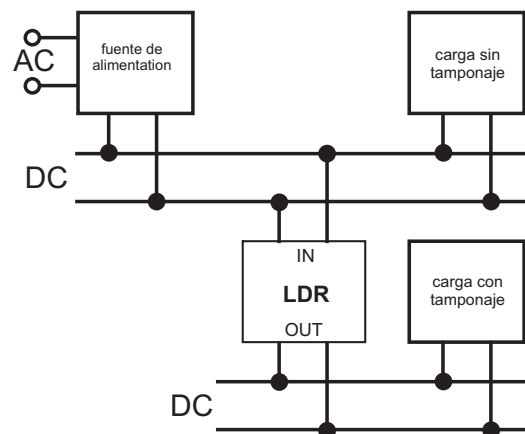 fuente de
alimentation
AC
carga sin
tamponaje
DC
IN
LDR
OUT
carga con
tamponaje
DC